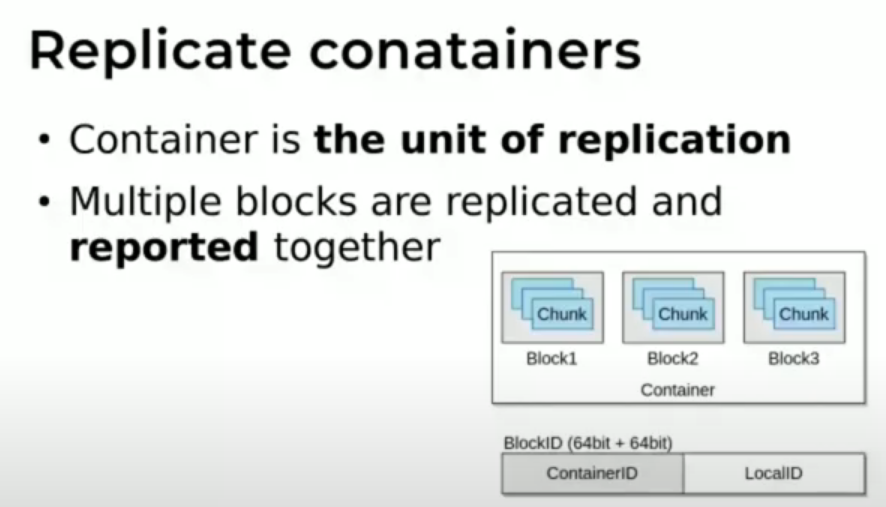 Replicate conatainers
• Container is the unit of replication
• Multiple blocks are replicated and
reported together
Chunk Chunk Chunk
Block1 Block2 Block3
Container
BlockID (64bit + 64bit)
ContainerID LocalID